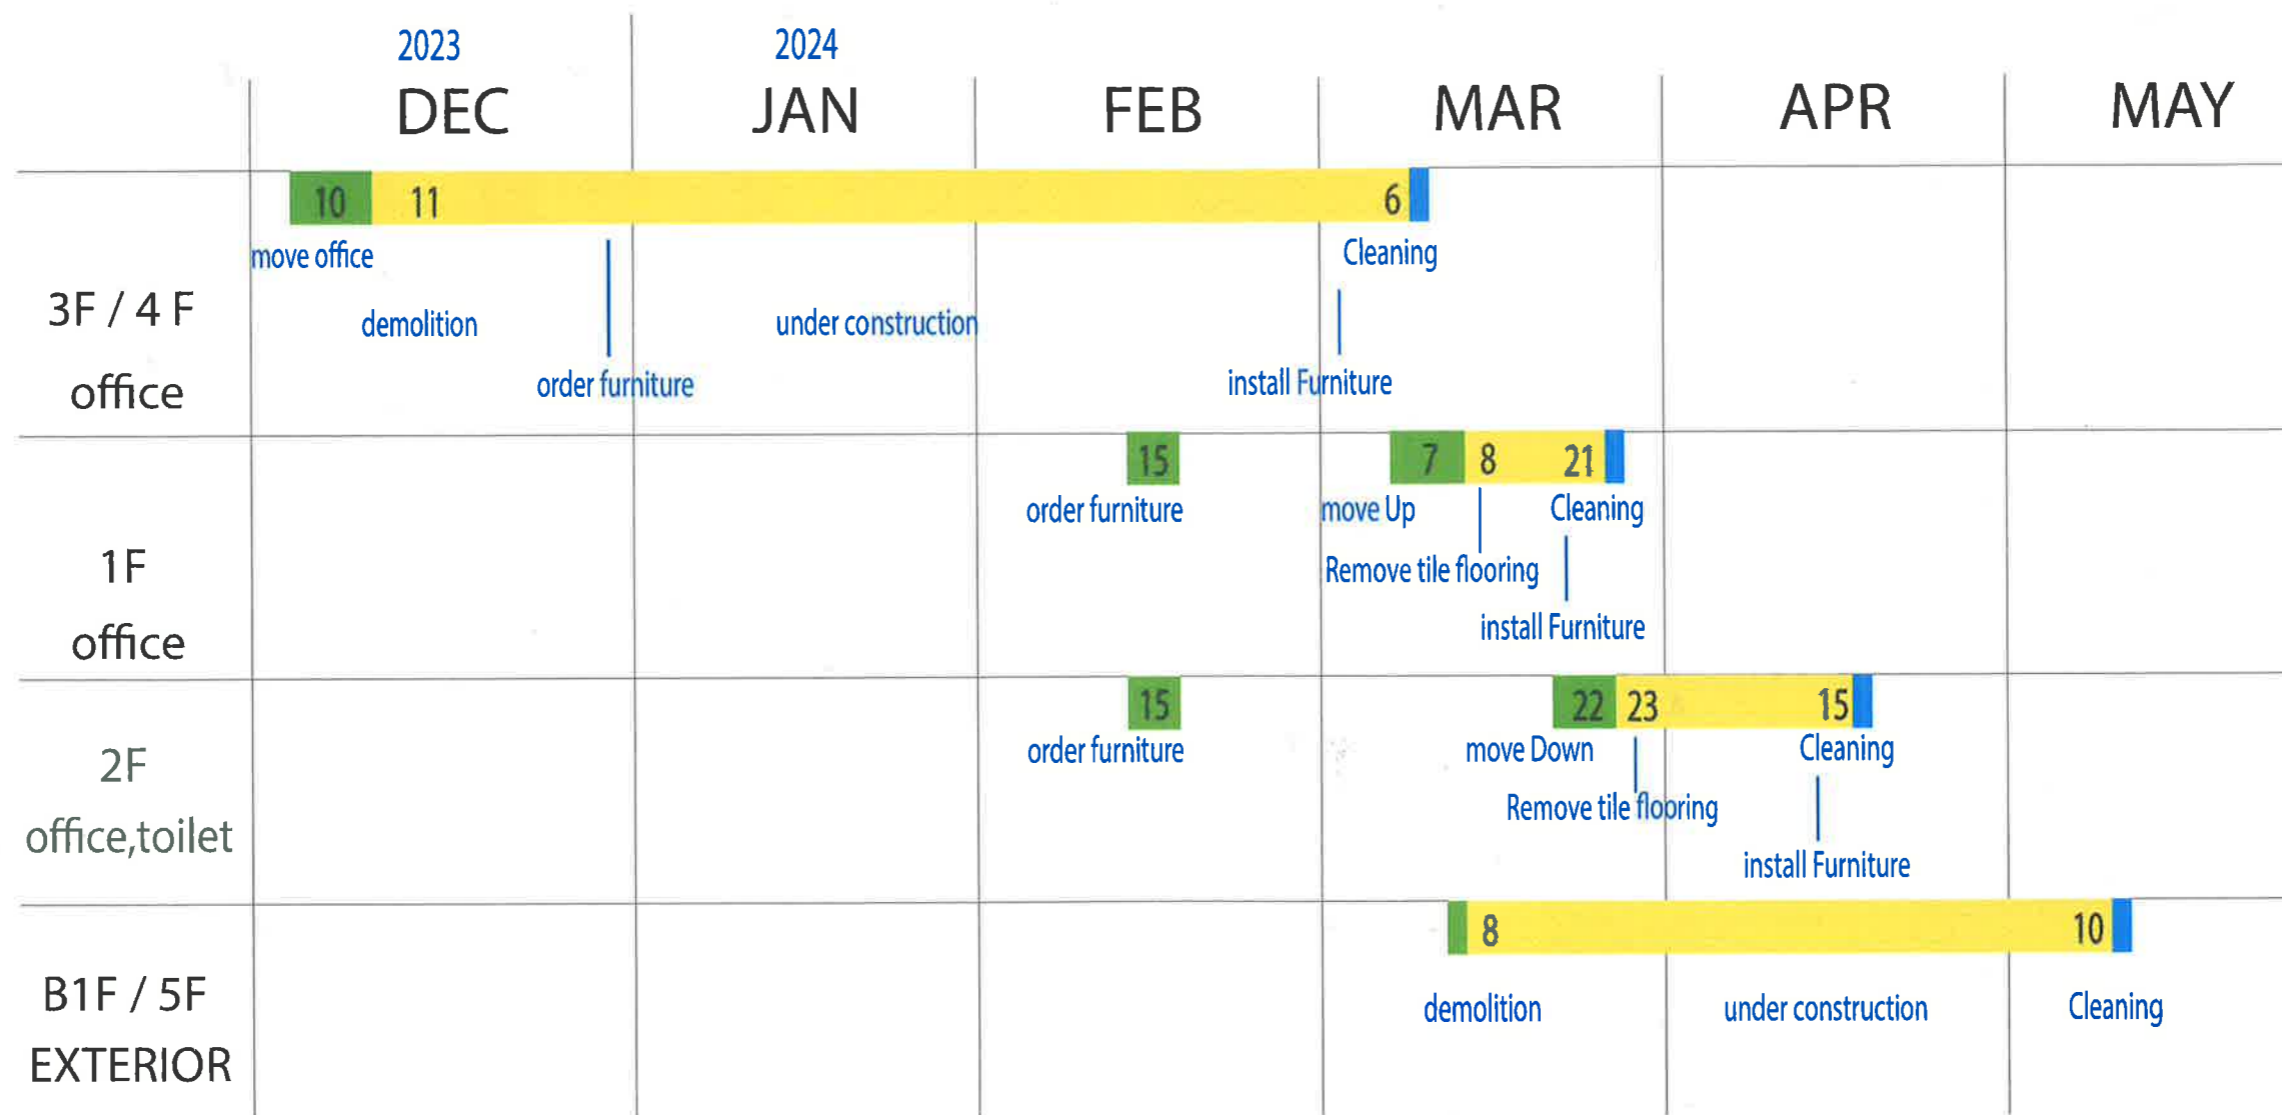 2023
2024
DEC
JAN
FEB
MAR
APR
MAY
3F / 4 F
office
10
11
6
move office
Cleaning
demolition
under construction
order furniture
install Furniture
1F
office
15
7
8
21
order furniture
move Up
Cleaning
Remove tile flooring
install Furniture
2F
office,toilet
15
22
23
15
order furniture
move Down
Cleaning
Remove tile flooring
install Furniture
B1F / 5F
EXTERIOR
8
10
demolition
under construction
Cleaning